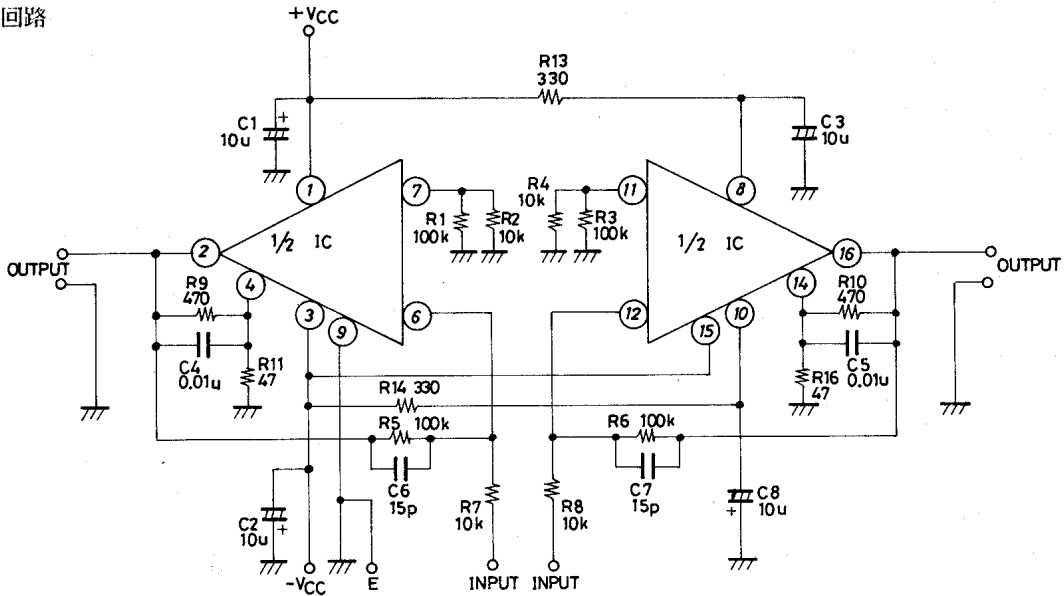 回路
+VCC
R13
330
C1
+
10u
C3
10u
1
7
R1
100k
R2
10k
R4
10k
R3
100k
11
8
1/2 IC
1/2 IC
2
16
OUTPUT
OUTPUT
4
R9
470
3
9
6
12
15
10
14
R10
470
C4
0.01u
R11
47
C5
0.01u
R16
47
R14 330
R5 100k
R6 100k
C6
15p
C7
15p
C2
10u
+
R7
10k
R8
10k
C8
10u
+
-VCC
E
INPUT
INPUT